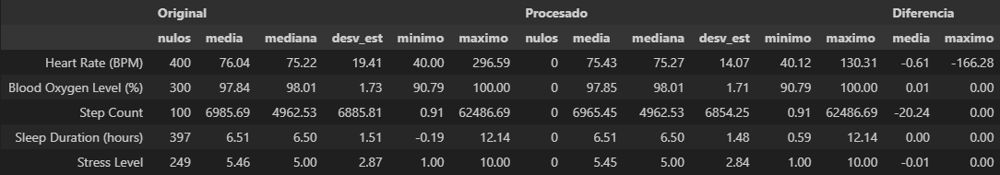 Original Procesado Diferencia
nulos media mediana desv_est minimo maximo nulos media mediana desv_est minimo maximo media maximo
Heart Rate (BPM) 400 76.04 75.22 19.41 40.00 296.59 0 75.43 75.27 14.07 40.12 130.31 -0.61 -166.28
Blood Oxygen Level (%) 300 97.84 98.01 1.73 90.79 100.00 0 97.85 98.01 1.71 90.79 100.00 0.01 0.00
Step Count 100 6985.69 4962.53 6885.81 0.91 62486.69 0 6965.45 4962.53 6854.25 0.91 62486.69 -20.24 0.00
Sleep Duration (hours) 397 6.51 6.50 1.51 -0.19 12.14 0 6.51 6.50 1.48 0.59 12.14 0.00 0.00
Stress Level 249 5.46 5.00 2.87 1.00 10.00 0 5.45 5.00 2.84 1.00 10.00 -0.01 0.00